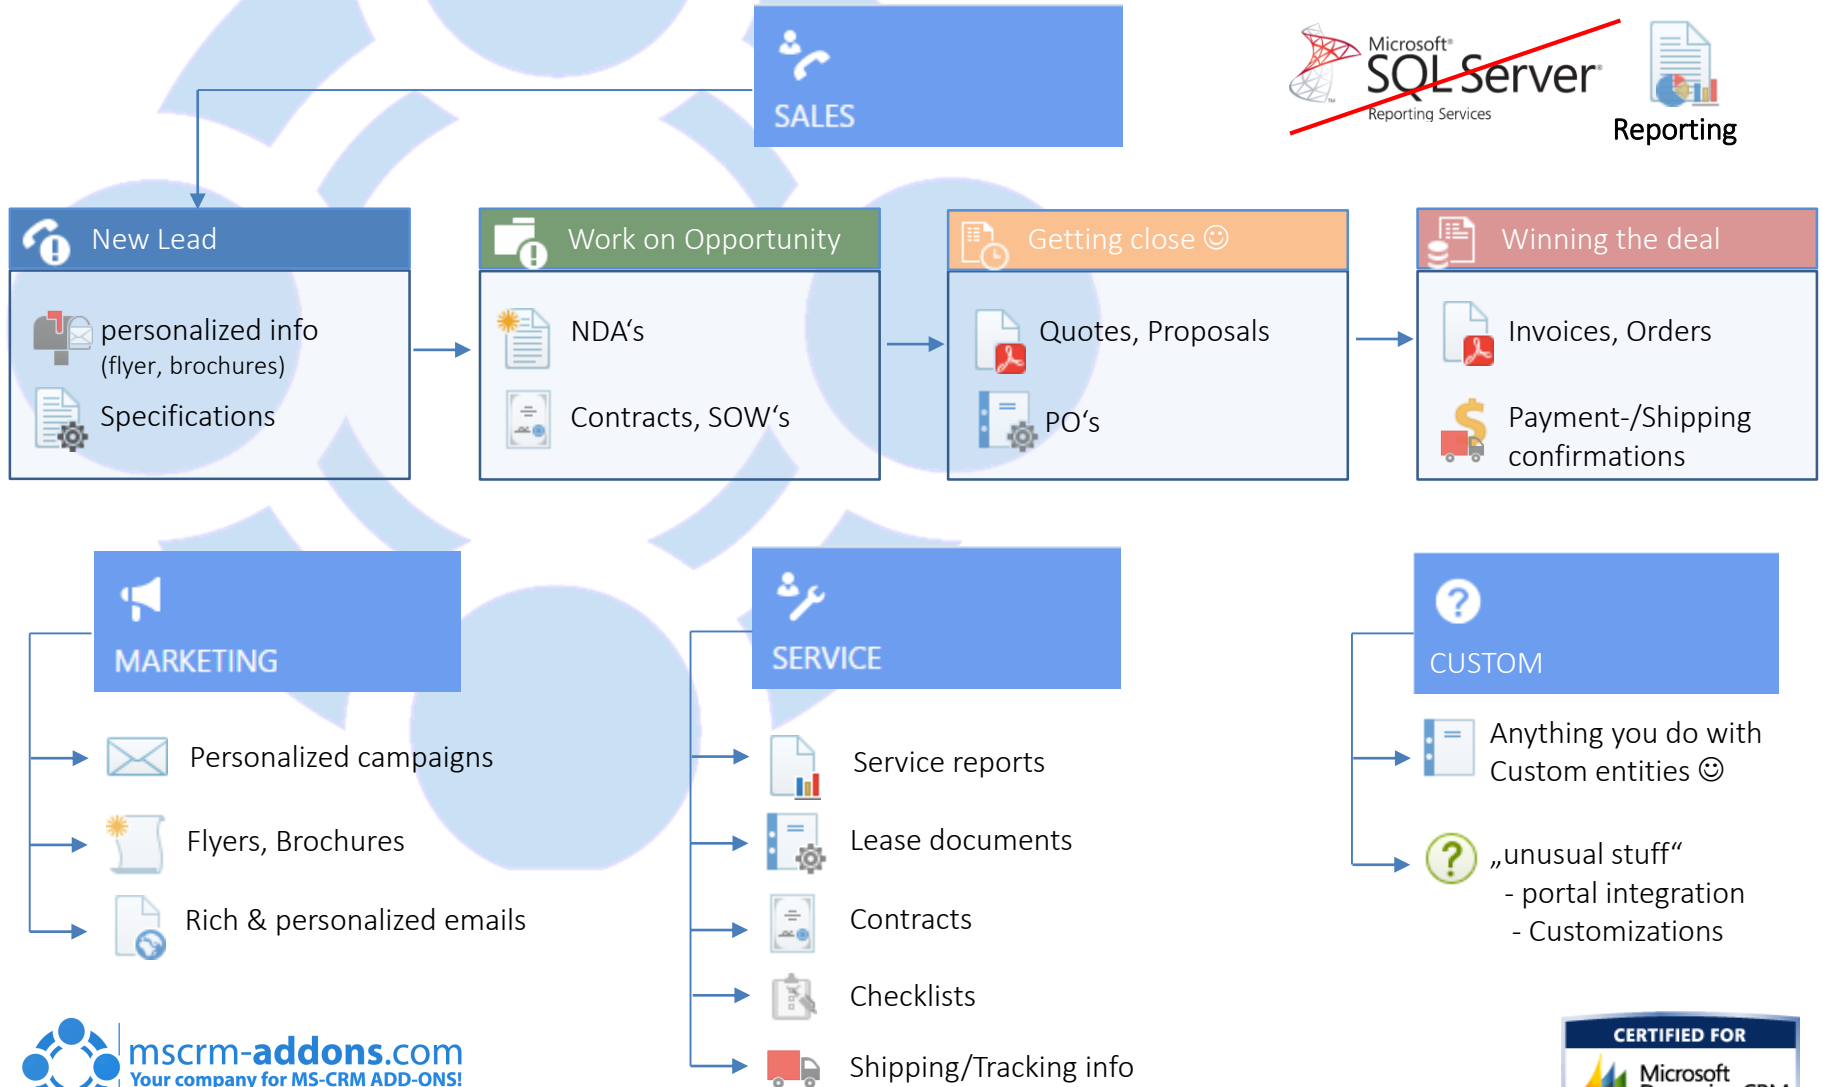 SALES
Microsoft®
SQL Server®
Reporting Services
Reporting
New Lead
personalized info
(flyer, brochures)
Specifications
Work on Opportunity
NDA‘s
Contracts, SOW‘s
Getting close ☺
Quotes, Proposals
PO‘s
Winning the deal
Invoices, Orders
Payment-/Shipping
confirmations
MARKETING
Personalized campaigns
Flyers, Brochures
Rich & personalized emails
SERVICE
Service reports
Lease documents
Contracts
Checklists
Shipping/Tracking info
CUSTOM
Anything you do with
Custom entities ☺
„unusual stuff“
- portal integration
- Customizations
mscrm-addons.com
Your company for MS-CRM ADD-ONS!
CERTIFIED FOR
Microsoft
Dynamics CRM